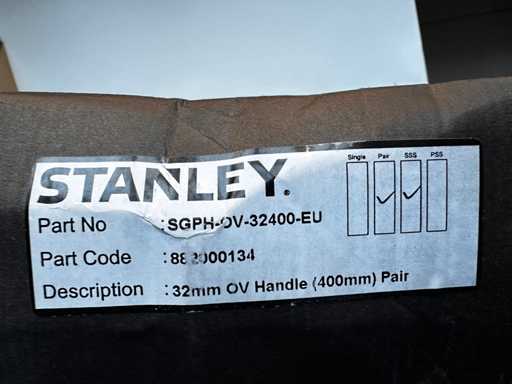 STANLEY.
Single Pair SSS PSS
Part No : SGPH-OV-32400-EU
Part Code :
Description : 32mm OV Handle (400mm) Pair